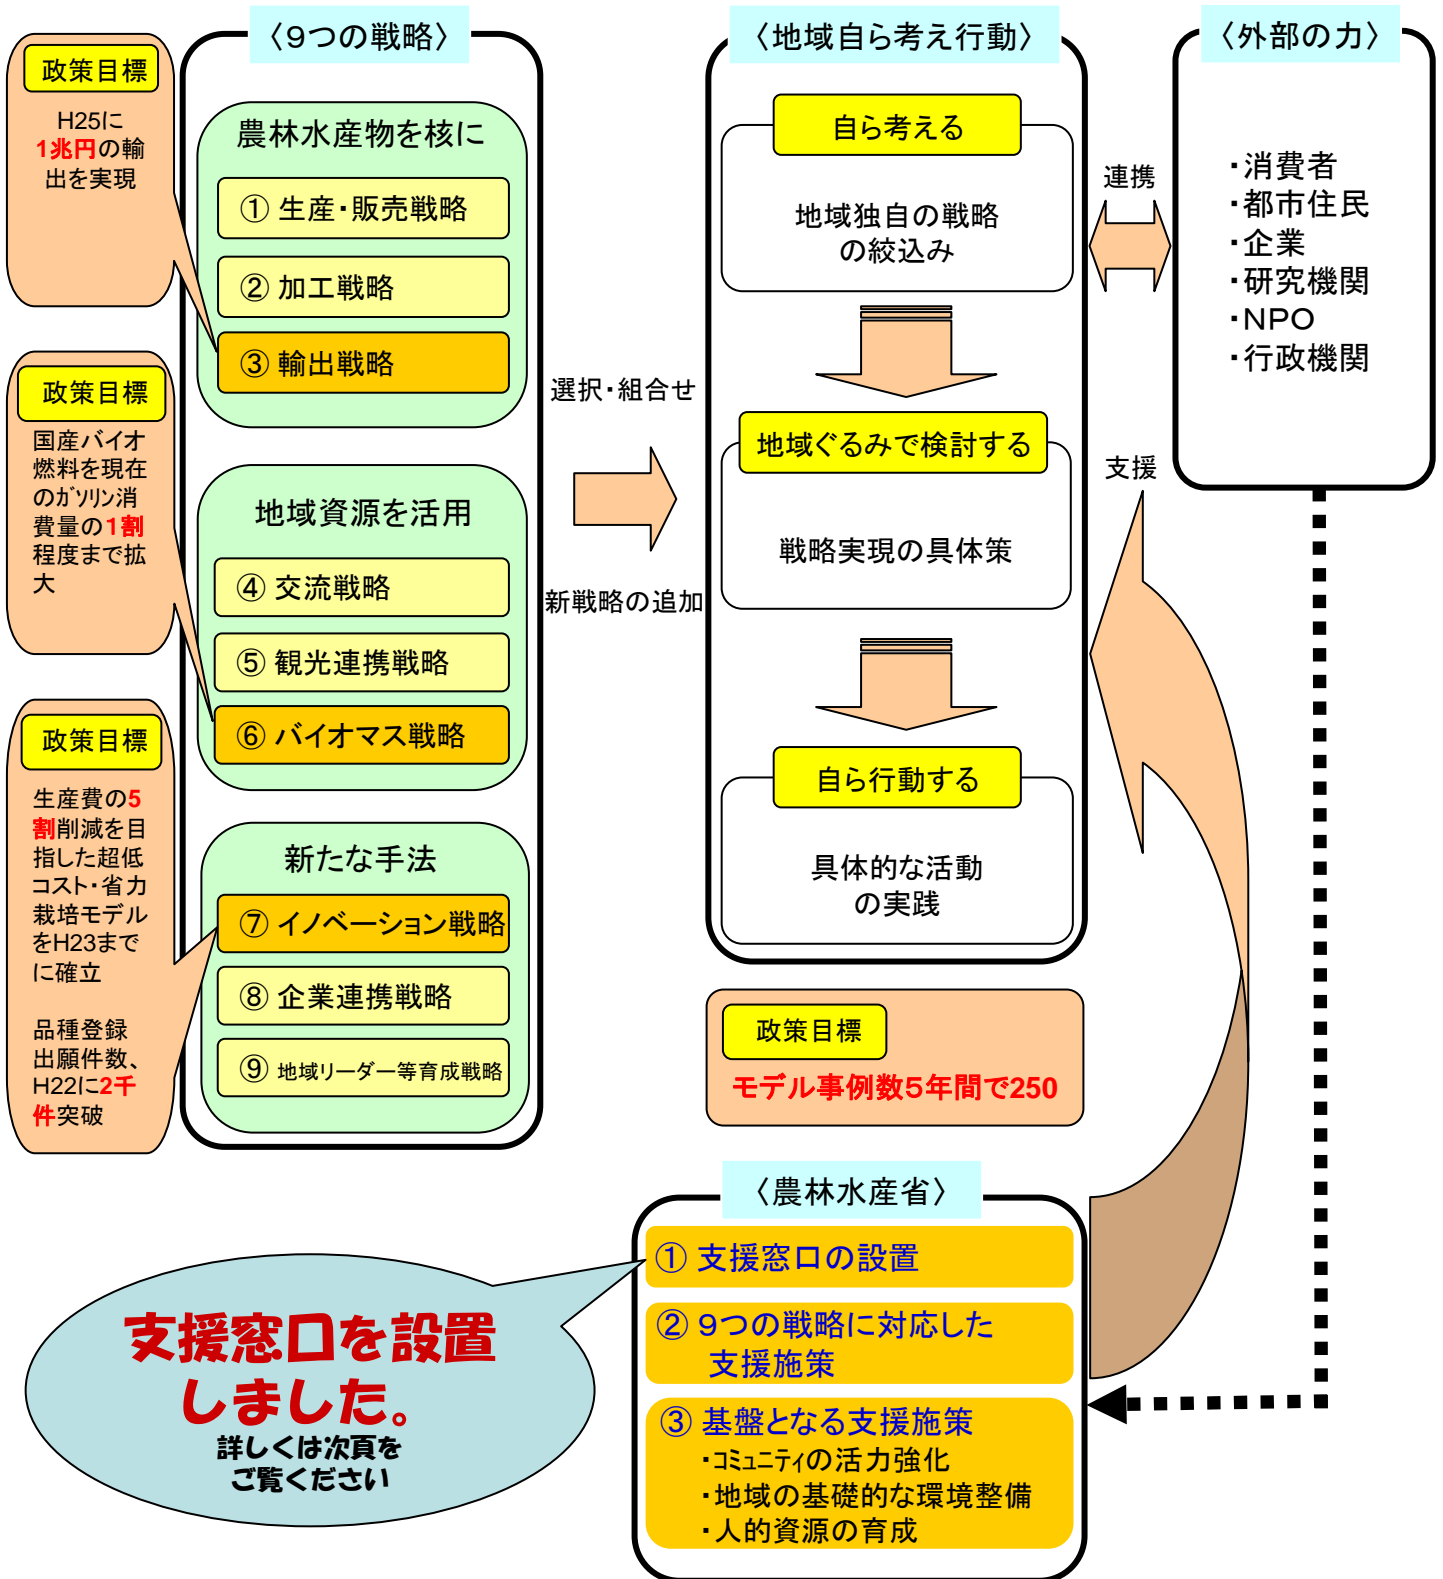 〈9つの戦略〉
政策目標
H25に
1兆円の輸
出を実現
農林水産物を核に
① 生産・販売戦略
② 加工戦略
③ 輸出戦略
政策目標
国産バイオ
燃料を現在
のガソリン消
費量の1割
程度まで拡
大
地域資源を活用
④ 交流戦略
⑤ 観光連携戦略
⑥ バイオマス戦略
政策目標
生産費の5
割削減を目
指した超低
コスト・省力
栽培モデル
をH23まで
に確立
品種登録
出願件数、
H22に2千
件突破
新たな手法
⑦ イノベーション戦略
⑧ 企業連携戦略
⑨ 地域リーダー等育成戦略
選択・組合せ
新戦略の追加
〈地域自ら考え行動〉
自ら考える
地域独自の戦略
の絞込み
地域ぐるみで検討する
戦略実現の具体策
自ら行動する
具体的な活動
の実践
連携
支援
〈外部の力〉
・消費者
・都市住民
・企業
・研究機関
・NPO
・行政機関
政策目標
モデル事例数5年間で250
〈農林水産省〉
① 支援窓口の設置
② 9つの戦略に対応した
支援施策
③ 基盤となる支援施策
・コミュニティの活力強化
・地域の基礎的な環境整備
・人的資源の育成
支援窓口を設置
しました。
詳しくは次頁を
ご覧ください